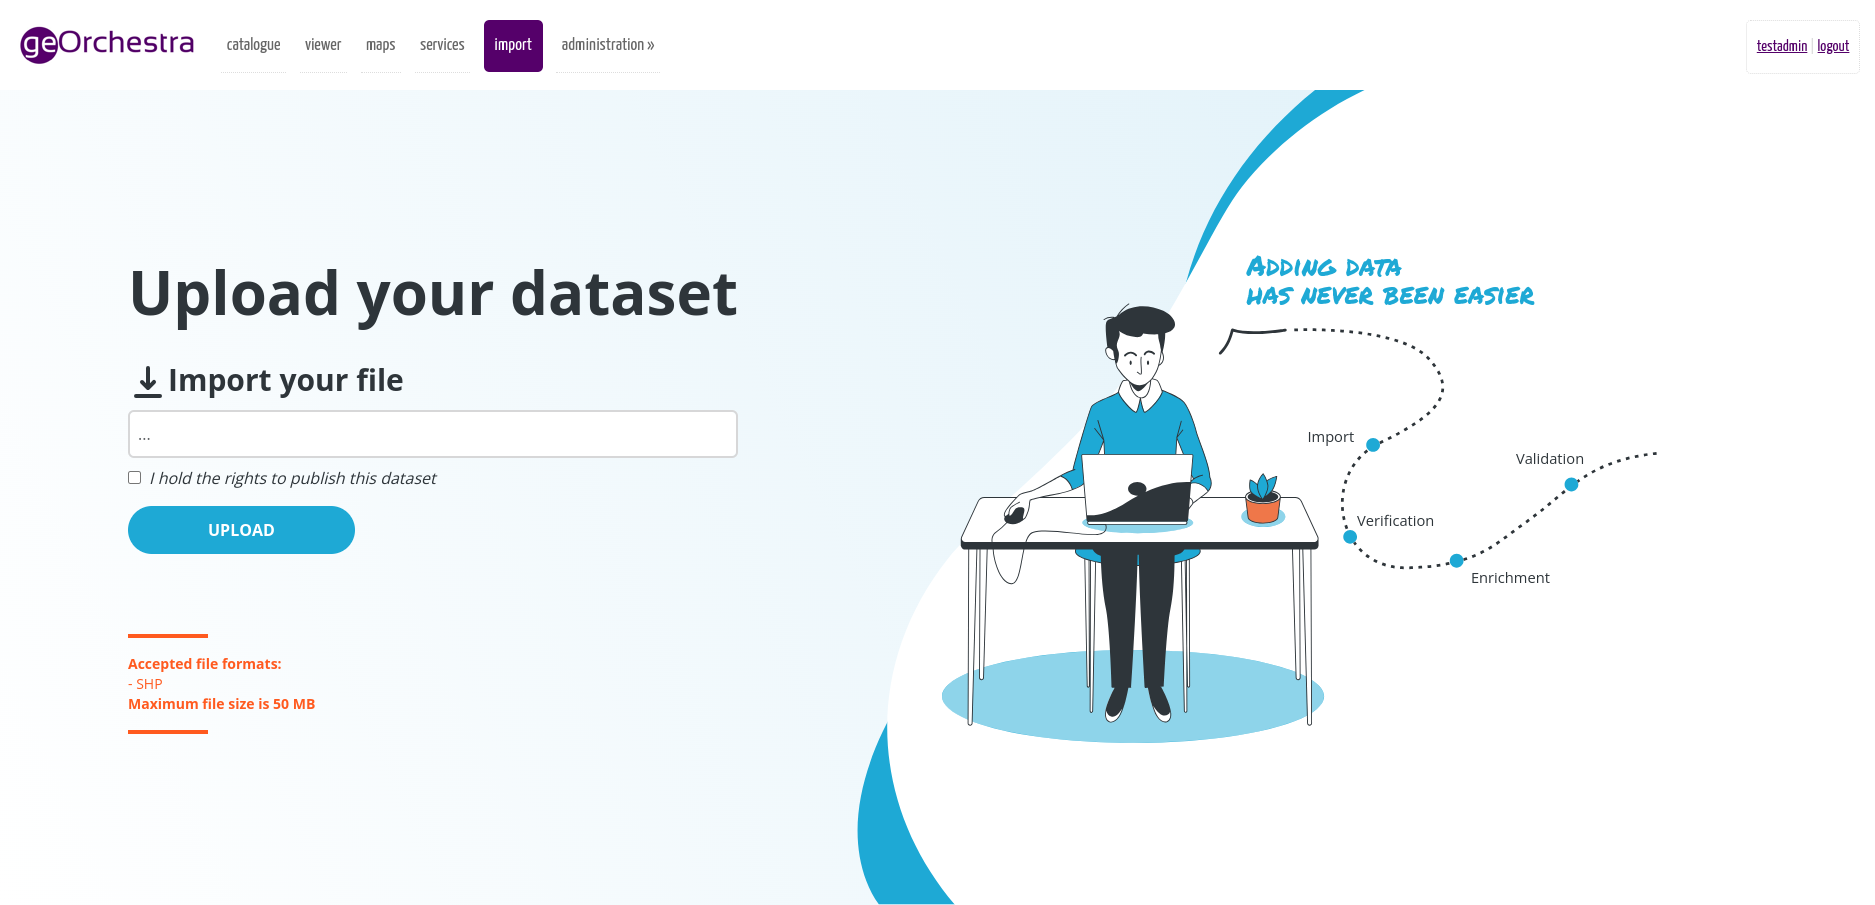 geOrchestra
catalogue viewer maps services import administration »
testadmin | logout
Upload your dataset
Import your file
...
I hold the rights to publish this dataset
UPLOAD
Accepted file formats:
- SHP
Maximum file size is 50 MB
Adding data
has never been easier
Import
Verification
Enrichment
Validation